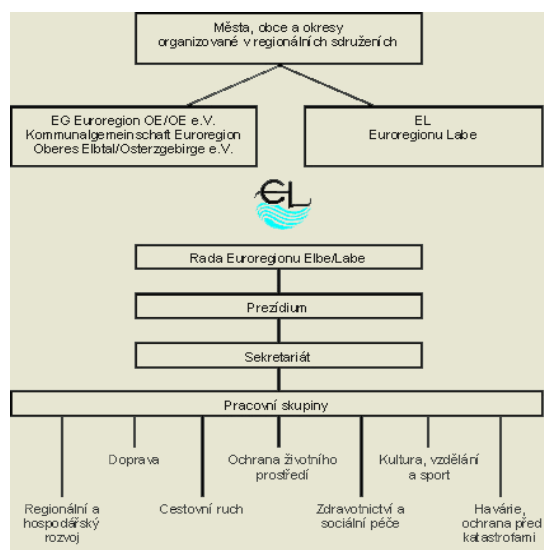 Města, obce a okresy
organizované v regionálních sdruženích
EG Euroregion OE/OE e.V.
Kommunalgemeinschaft Euroregion
Oberes Elbtal/Osterzgebirge e.V.
EL
Euroregionu Labe
EL
Rada Euroregionu Elbe/Labe
Prezídium
Sekretariát
Pracovní skupiny
Doprava
Ochrana životního
prostředí
Kultura, vzdělání
a sport
Regionální a
hospodářský
rozvoj
Cestovní ruch
Zdravotnictví a
sociální péče
Havárie,
ochrana před
katastrofami